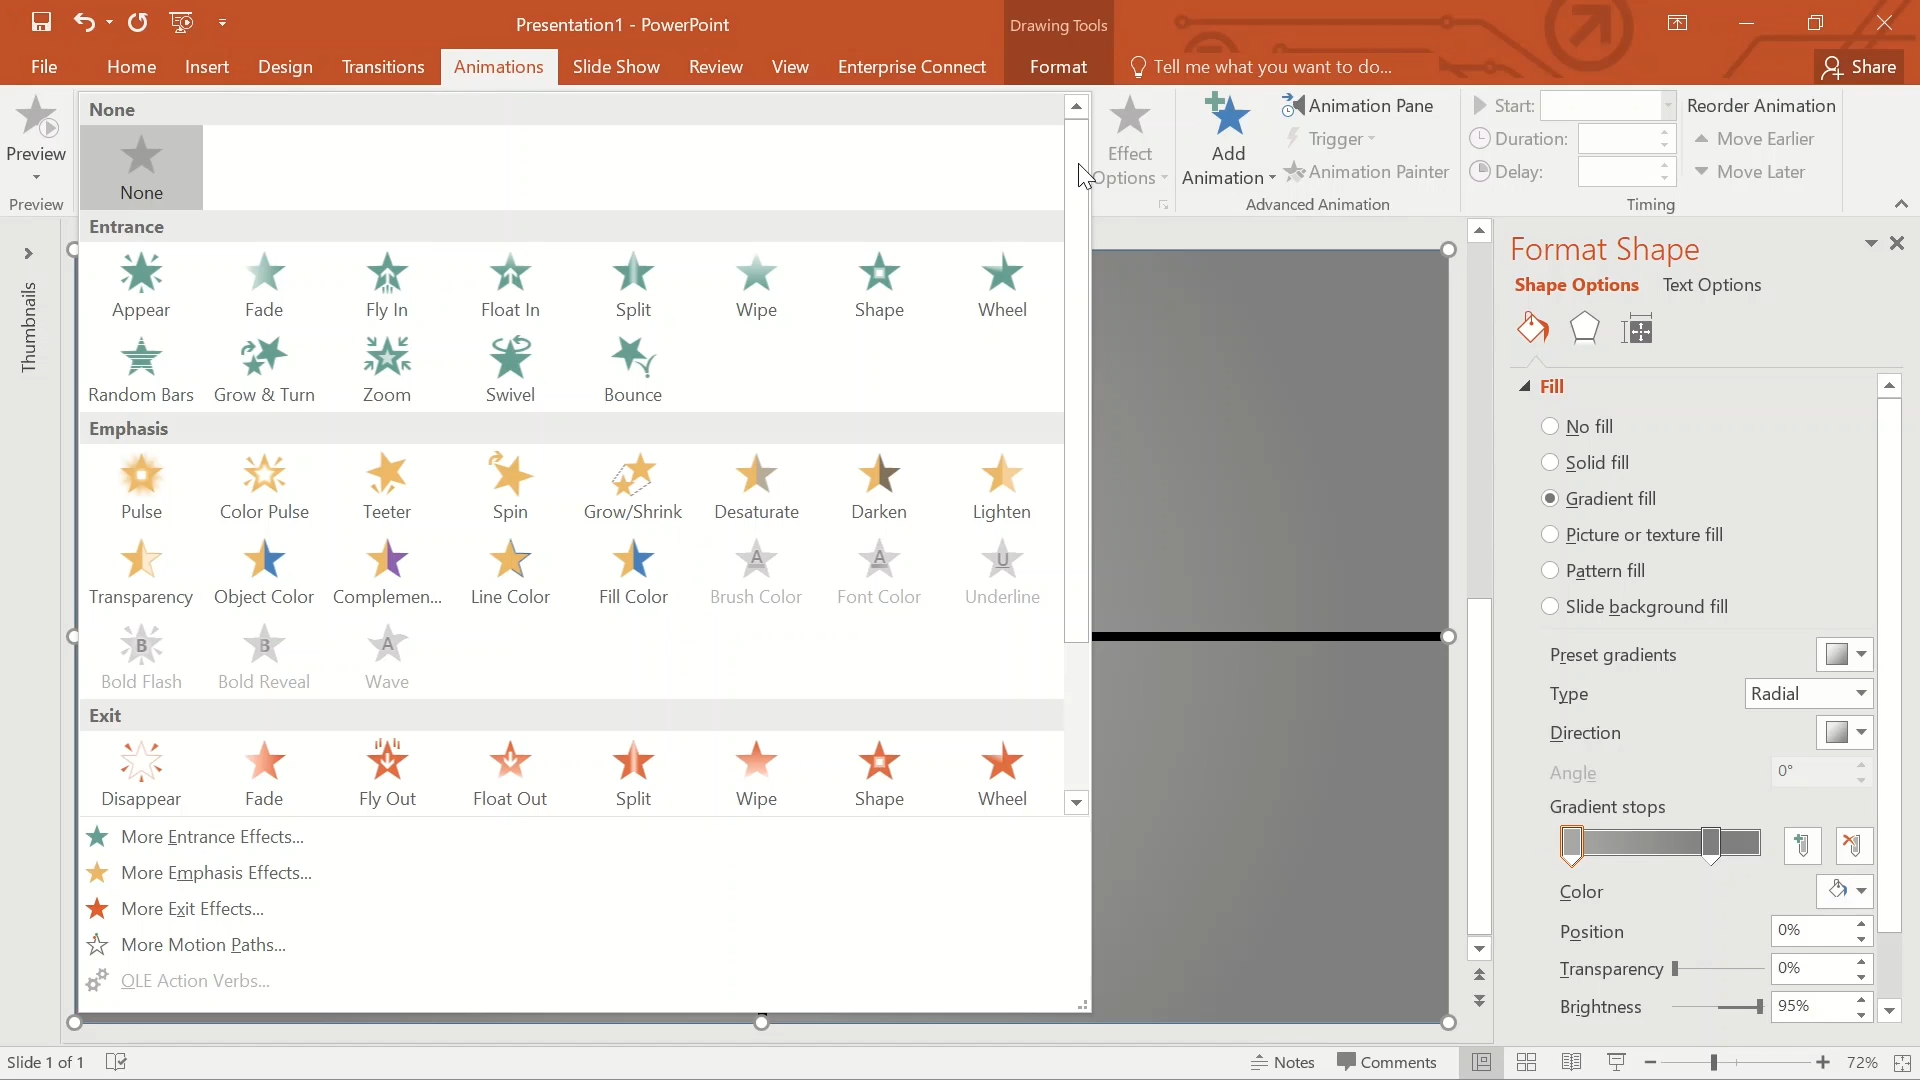 Presentation1 - PowerPoint
Drawing Tools
File Home Insert Design Transitions Animations Slide Show Review View Enterprise Connect Format Tell me what you want to do... Share
Preview
Preview
None
None
Entrance
Appear Fade Fly In Float In Split Wipe Shape Wheel
Random Bars Grow & Turn Zoom Swivel Bounce
Emphasis
Pulse Color Pulse Teeter Spin Grow/Shrink Desaturate Darken Lighten
Transparency Object Color Complemen... Line Color Fill Color Brush Color Font Color Underline
Bold Flash Bold Reveal Wave
Exit
Disappear Fade Fly Out Float Out Split Wipe Shape Wheel
More Entrance Effects...
More Emphasis Effects...
More Exit Effects...
More Motion Paths...
OLE Action Verbs...
Effect
Options
Add
Animation
Animation Pane
Trigger
Animation Painter
Advanced Animation
Start:
Duration:
Delay:
Reorder Animation
Move Earlier
Move Later
Timing
Thumbnails
Format Shape
Shape Options Text Options
Fill
No fill
Solid fill
Gradient fill
Picture or texture fill
Pattern fill
Slide background fill
Preset gradients
Type Radial
Direction
Angle 0°
Gradient stops
Color
Position 0%
Transparency 0%
Brightness 95%
Slide 1 of 1
Notes Comments 72%